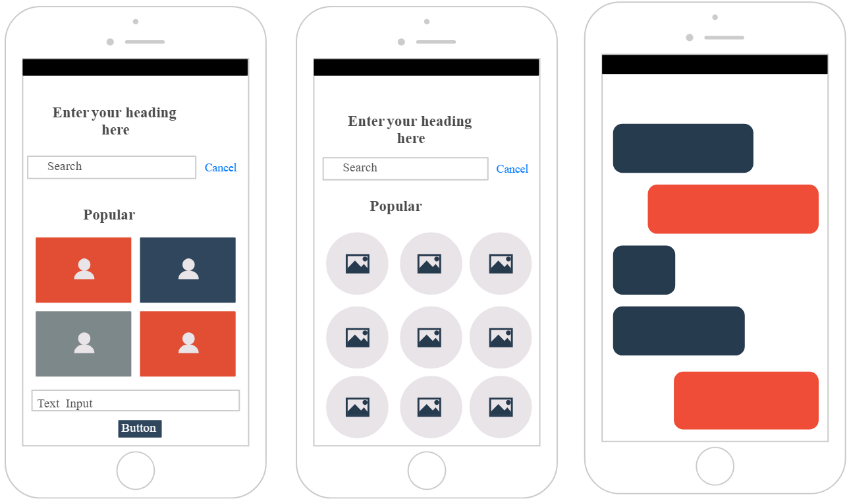 Enter your heading
here
Search
Cancel
Popular
Text Input
Button
Enter your heading
here
Search
Cancel
Popular